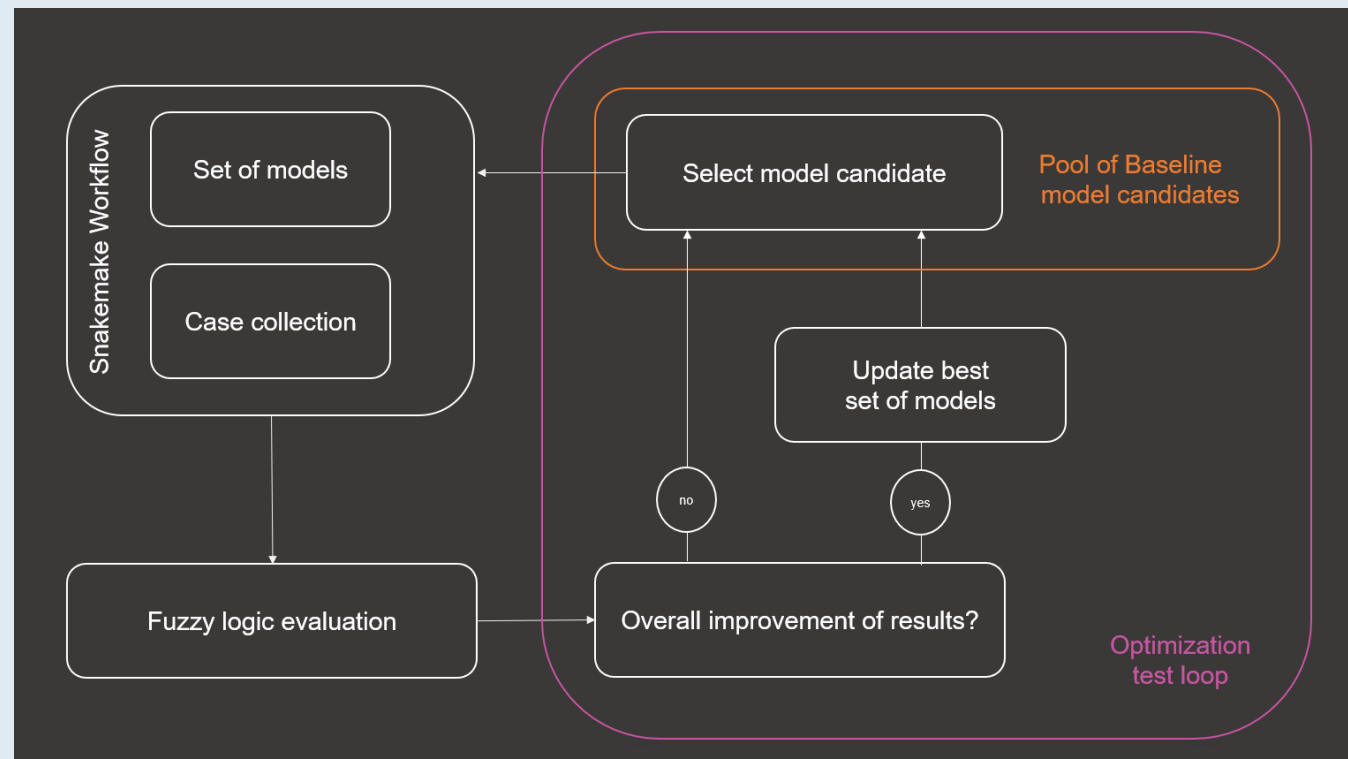 Snakemake Workflow
Set of models
Case collection
Select model candidate
Pool of Baseline
model candidates
Update best
set of models
no
yes
Fuzzy logic evaluation
Overall improvement of results?
Optimization
test loop